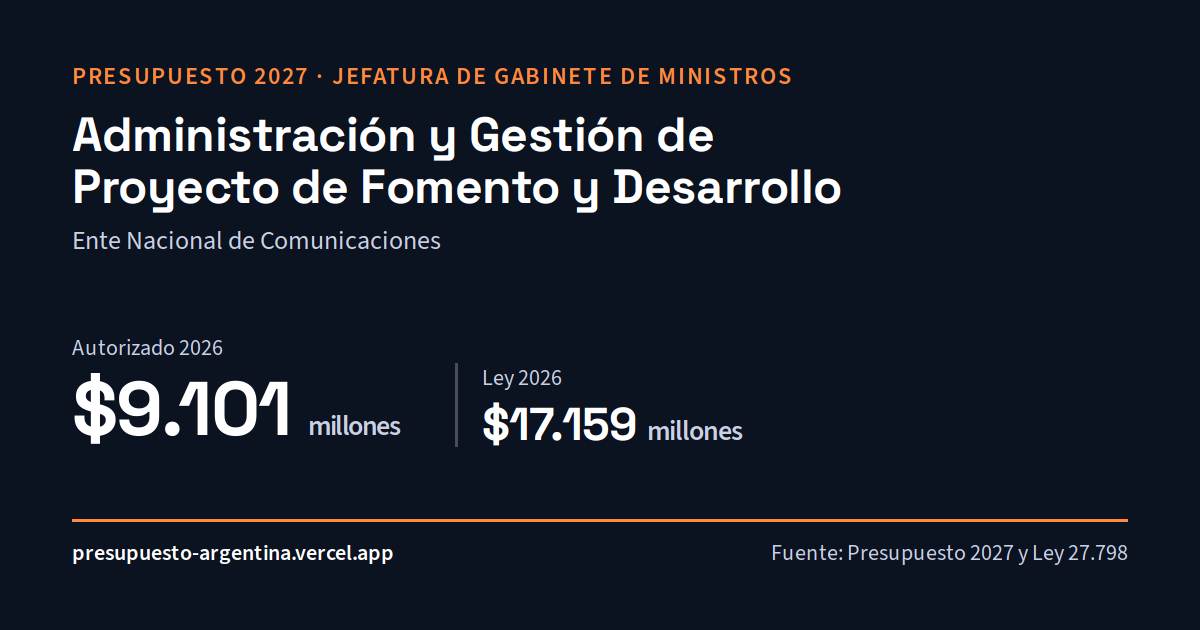 PRESUPUESTO 2027 · JEFATURA DE GABINETE DE MINISTROS
Administración y Gestión de
Proyecto de Fomento y Desarrollo
Ente Nacional de Comunicaciones
Autorizado 2026
$9.101 millones
Ley 2026
$17.159 millones
presupuesto-argentina.vercel.app
Fuente: Presupuesto 2027 y Ley 27.798